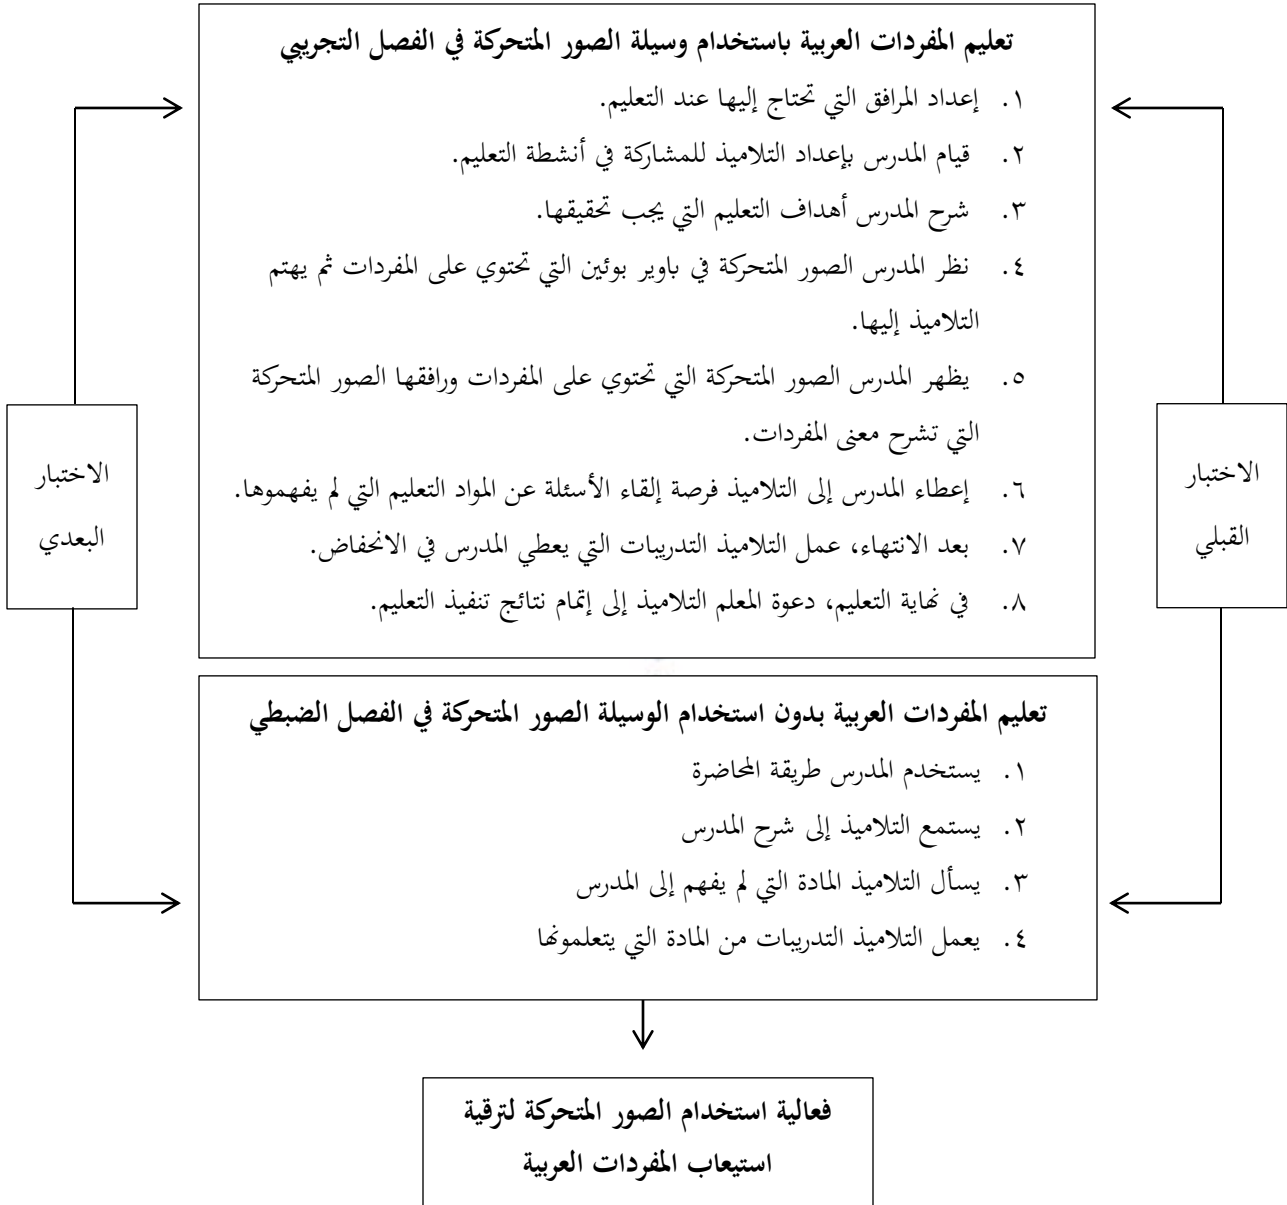 تعليم المفردات العربية باستخدام وسيلة الصور المتحركة في الفصل التجريبي
١. إعداد المرافق التي تحتاج إليها عند التعليم.
٢. قيام المدرس بإعداد التلاميذ للمشاركة في أنشطة التعليم.
٣. شرح المدرس أهداف التعليم التي يجب تحقيقها.
٤. نظر المدرس الصور المتحركة في باوير بوئين التي تحتوي على المفردات ثم يهتم
التلاميذ إليها.
٥. يظهر المدرس الصور المتحركة التي تحتوي على المفردات ورافقها الصور المتحركة
التي تشرح معنى المفردات.
٦. إعطاء المدرس إلى التلاميذ فرصة إلقاء الأسئلة عن المواد التعليم التي لم يفهموها.
٧. بعد الانتهاء، عمل التلاميذ التدريبات التي يعطي المدرس في الانحفاض.
٨. في نهاية التعليم، دعوة المعلم التلاميذ إلى إتمام نتائج تنفيذ التعليم.
الاختبار
القبلي
الاختبار
البعدي
تعليم المفردات العربية بدون استخدام الوسيلة الصور المتحركة في الفصل الضبطي
١. يستخدم المدرس طريقة المحاضرة
٢. يستمع التلاميذ إلى شرح المدرس
٣. يسأل التلاميذ المادة التي لم يفهم إلى المدرس
٤. يعمل التلاميذ التدريبات من المادة التي يتعلمونها
فعالية استخدام الصور المتحركة لترقية
استيعاب المفردات العربية